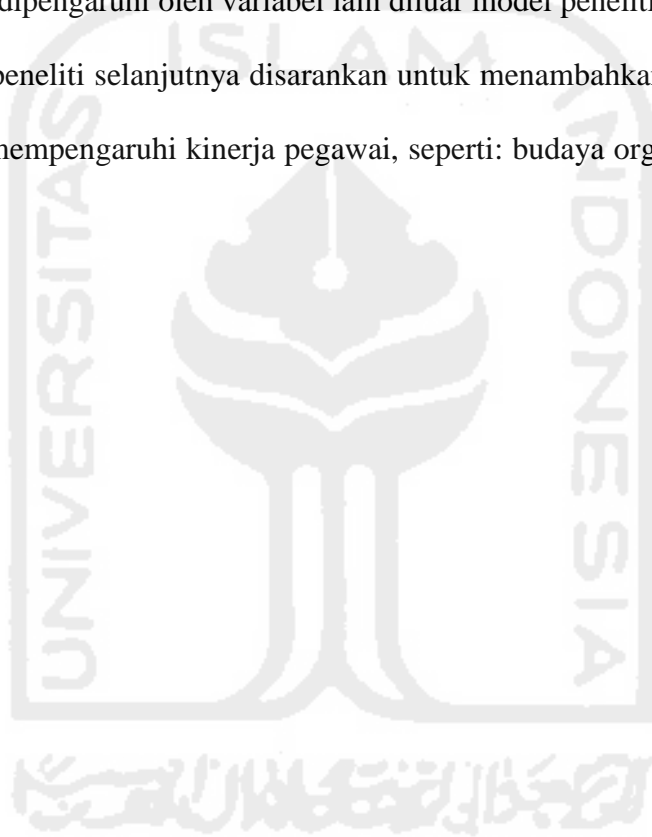 dipengaruhi oleh variabel lain diluar model peneliti
peneliti selanjutnya disarankan untuk menambahkan
mempengaruhi kinerja pegawai, seperti: budaya org
UNIVERSITAS
ISLAM
INDONESIA